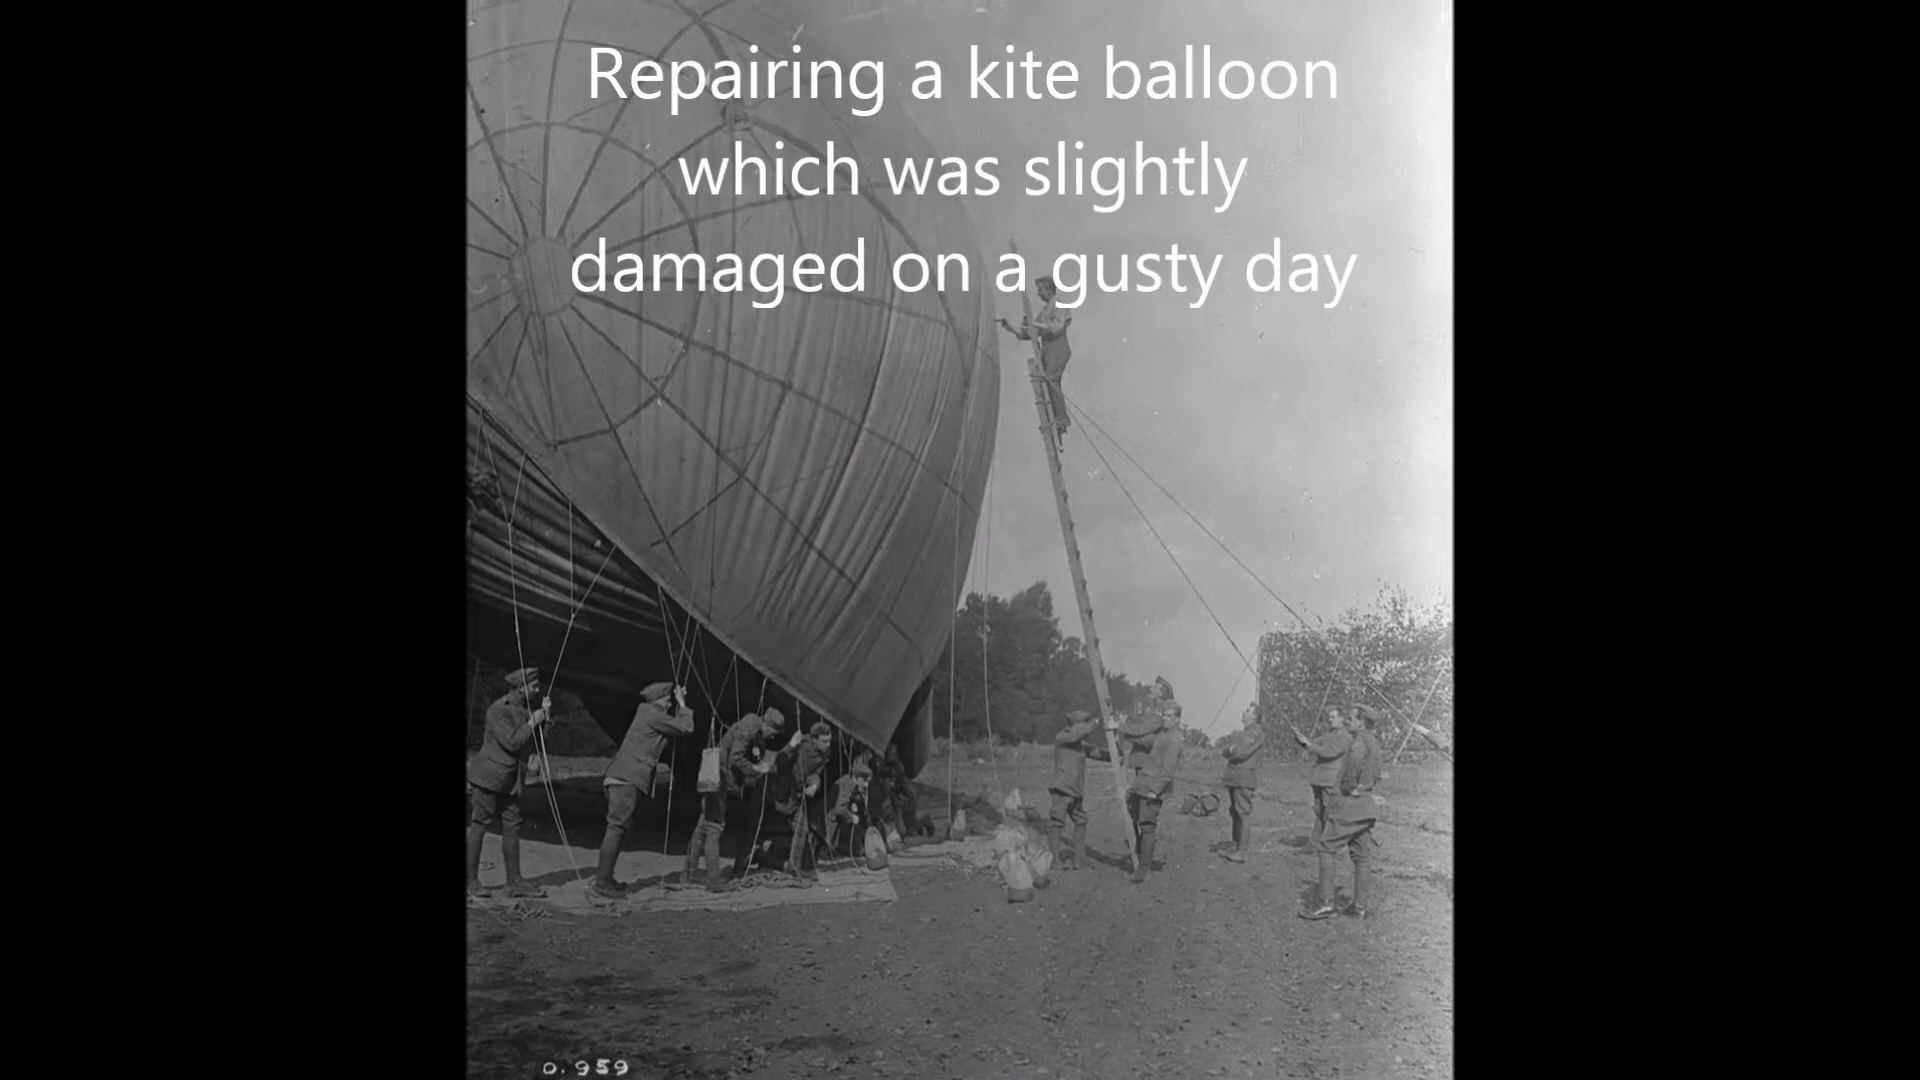 Repairing a kite balloon
which was slightly
damaged on a gusty day
O.959